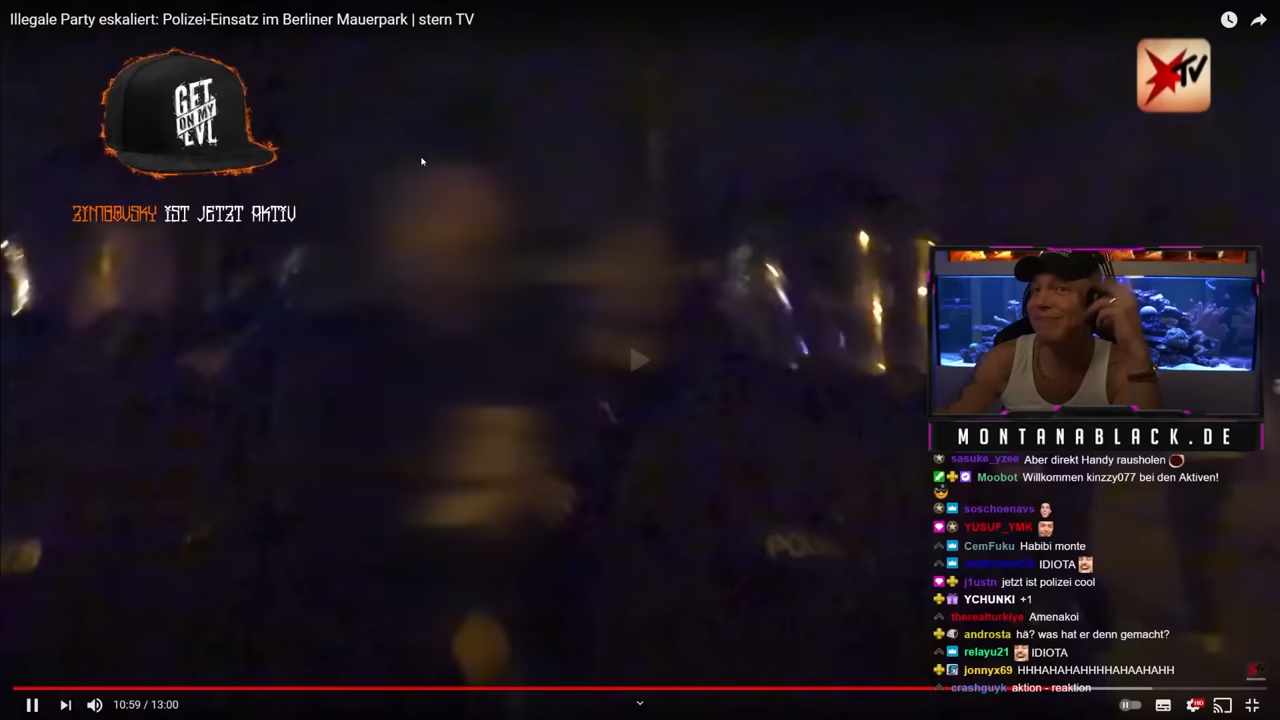 Illegale Party eskaliert: Polizei-Einsatz im Berliner Mauerpark | stern TV
TV
GET
ON MY
LVL
ZIMBOVSKY IST JETZT AKTIV
MONTANABLACK.DE
sasuke_yzee Aber direkt Handy rausholen
Moobot Willkommen kinzzy077 bei den Aktiven!
soschoenavs
YUSUF_YMK
CemFuku Habibi monte
IDIOTA
j1ustn jetzt ist polizei cool
YCHUNKI +1
therealturkiye Amenakoi
androsta hä? was hat er denn gemacht?
relayu21 IDIOTA
jonnyx69 HHHAHAHAHHHHAHAAHAHH
crashguyk aktion - reaktion
10:59 / 13:00
HD